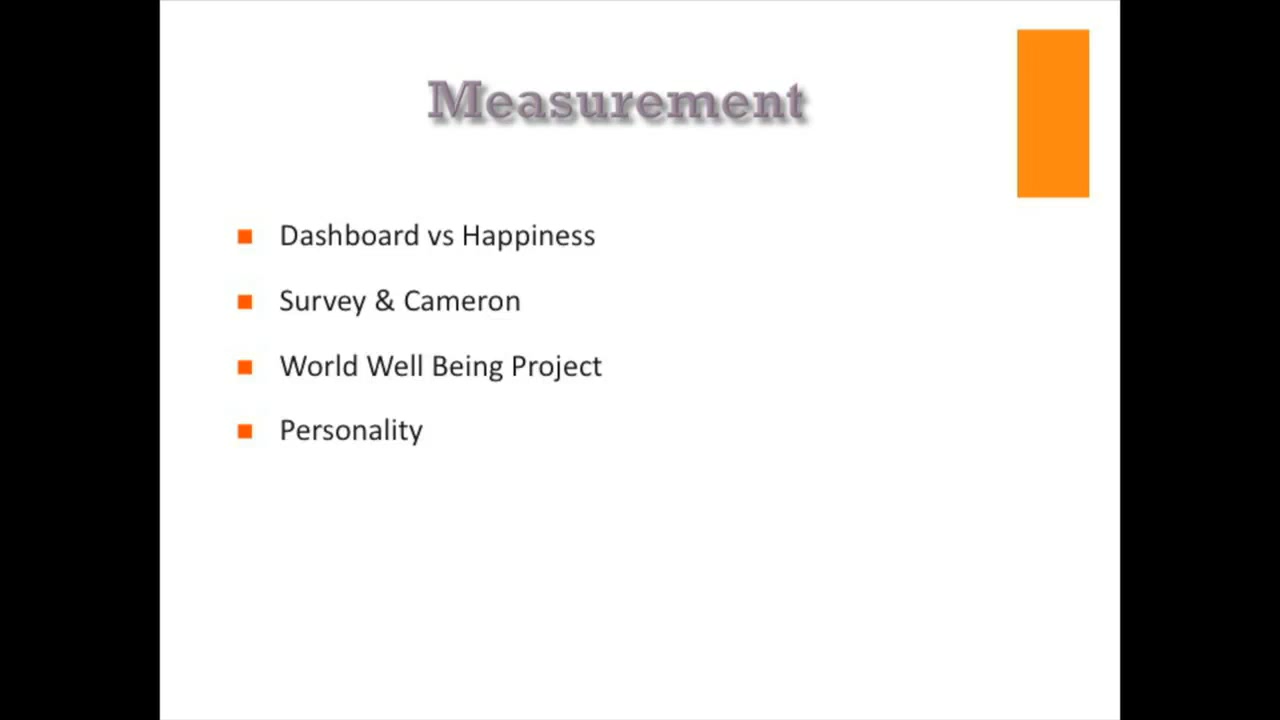 Measurement
Dashboard vs Happiness
Survey & Cameron
World Well Being Project
Personality